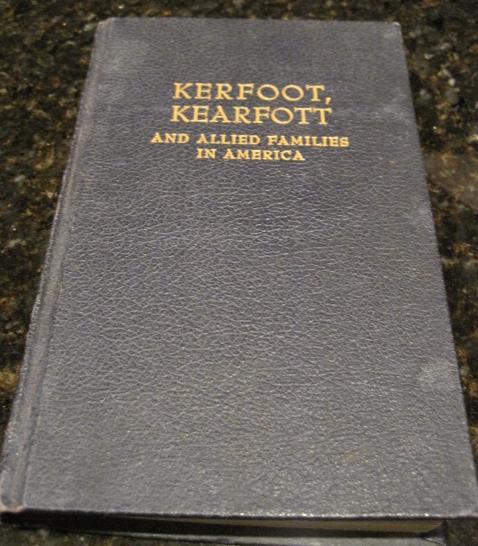 KERFOOT,
KEARFOTT
AND ALLIED FAMILIES
IN AMERICA